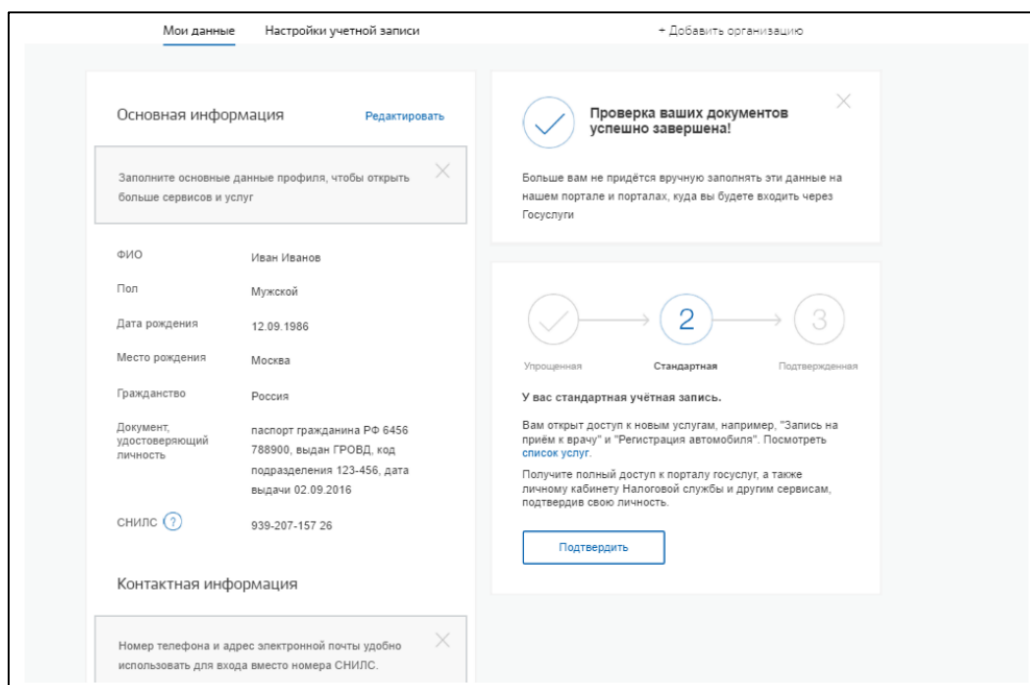 Мои данные
Настройки учетной записи
+ Добавить организацию
Основная информация
Редактировать
Заполните основные данные профиля, чтобы открыть
больше сервисов и услуг
ФИО
Иван Иванов
Пол
Мужской
Дата рождения
12.09.1986
Место рождения
Москва
Гражданство
Россия
Документ,
удостоверяющий
личность
паспорт гражданина РФ 6456
788900, выдан ГРОВД, код
подразделения 123-456, дата
выдачи 02.09.2016
СНИЛС ?
939-207-157 26
Контактная информация
Номер телефона и адрес электронной почты удобно
использовать для входа вместо номера СНИЛС.
Проверка ваших документов
успешно завершена!
Больше вам не придётся вручную заполнять эти данные на
нашем портале и порталах, куда вы будете входить через
Госуслуги
2
3
Упрощенная
Стандартная
Подтвержденная
У вас стандартная учётная запись.
Вам открыт доступ к новым услугам, например, "Запись на
приём к врачу" и "Регистрация автомобиля". Посмотреть
список услуг.
Получите полный доступ к порталу госуслуг, а также
личному кабинету Налоговой службы и другим сервисам,
подтвердив свою личность.
Подтвердить